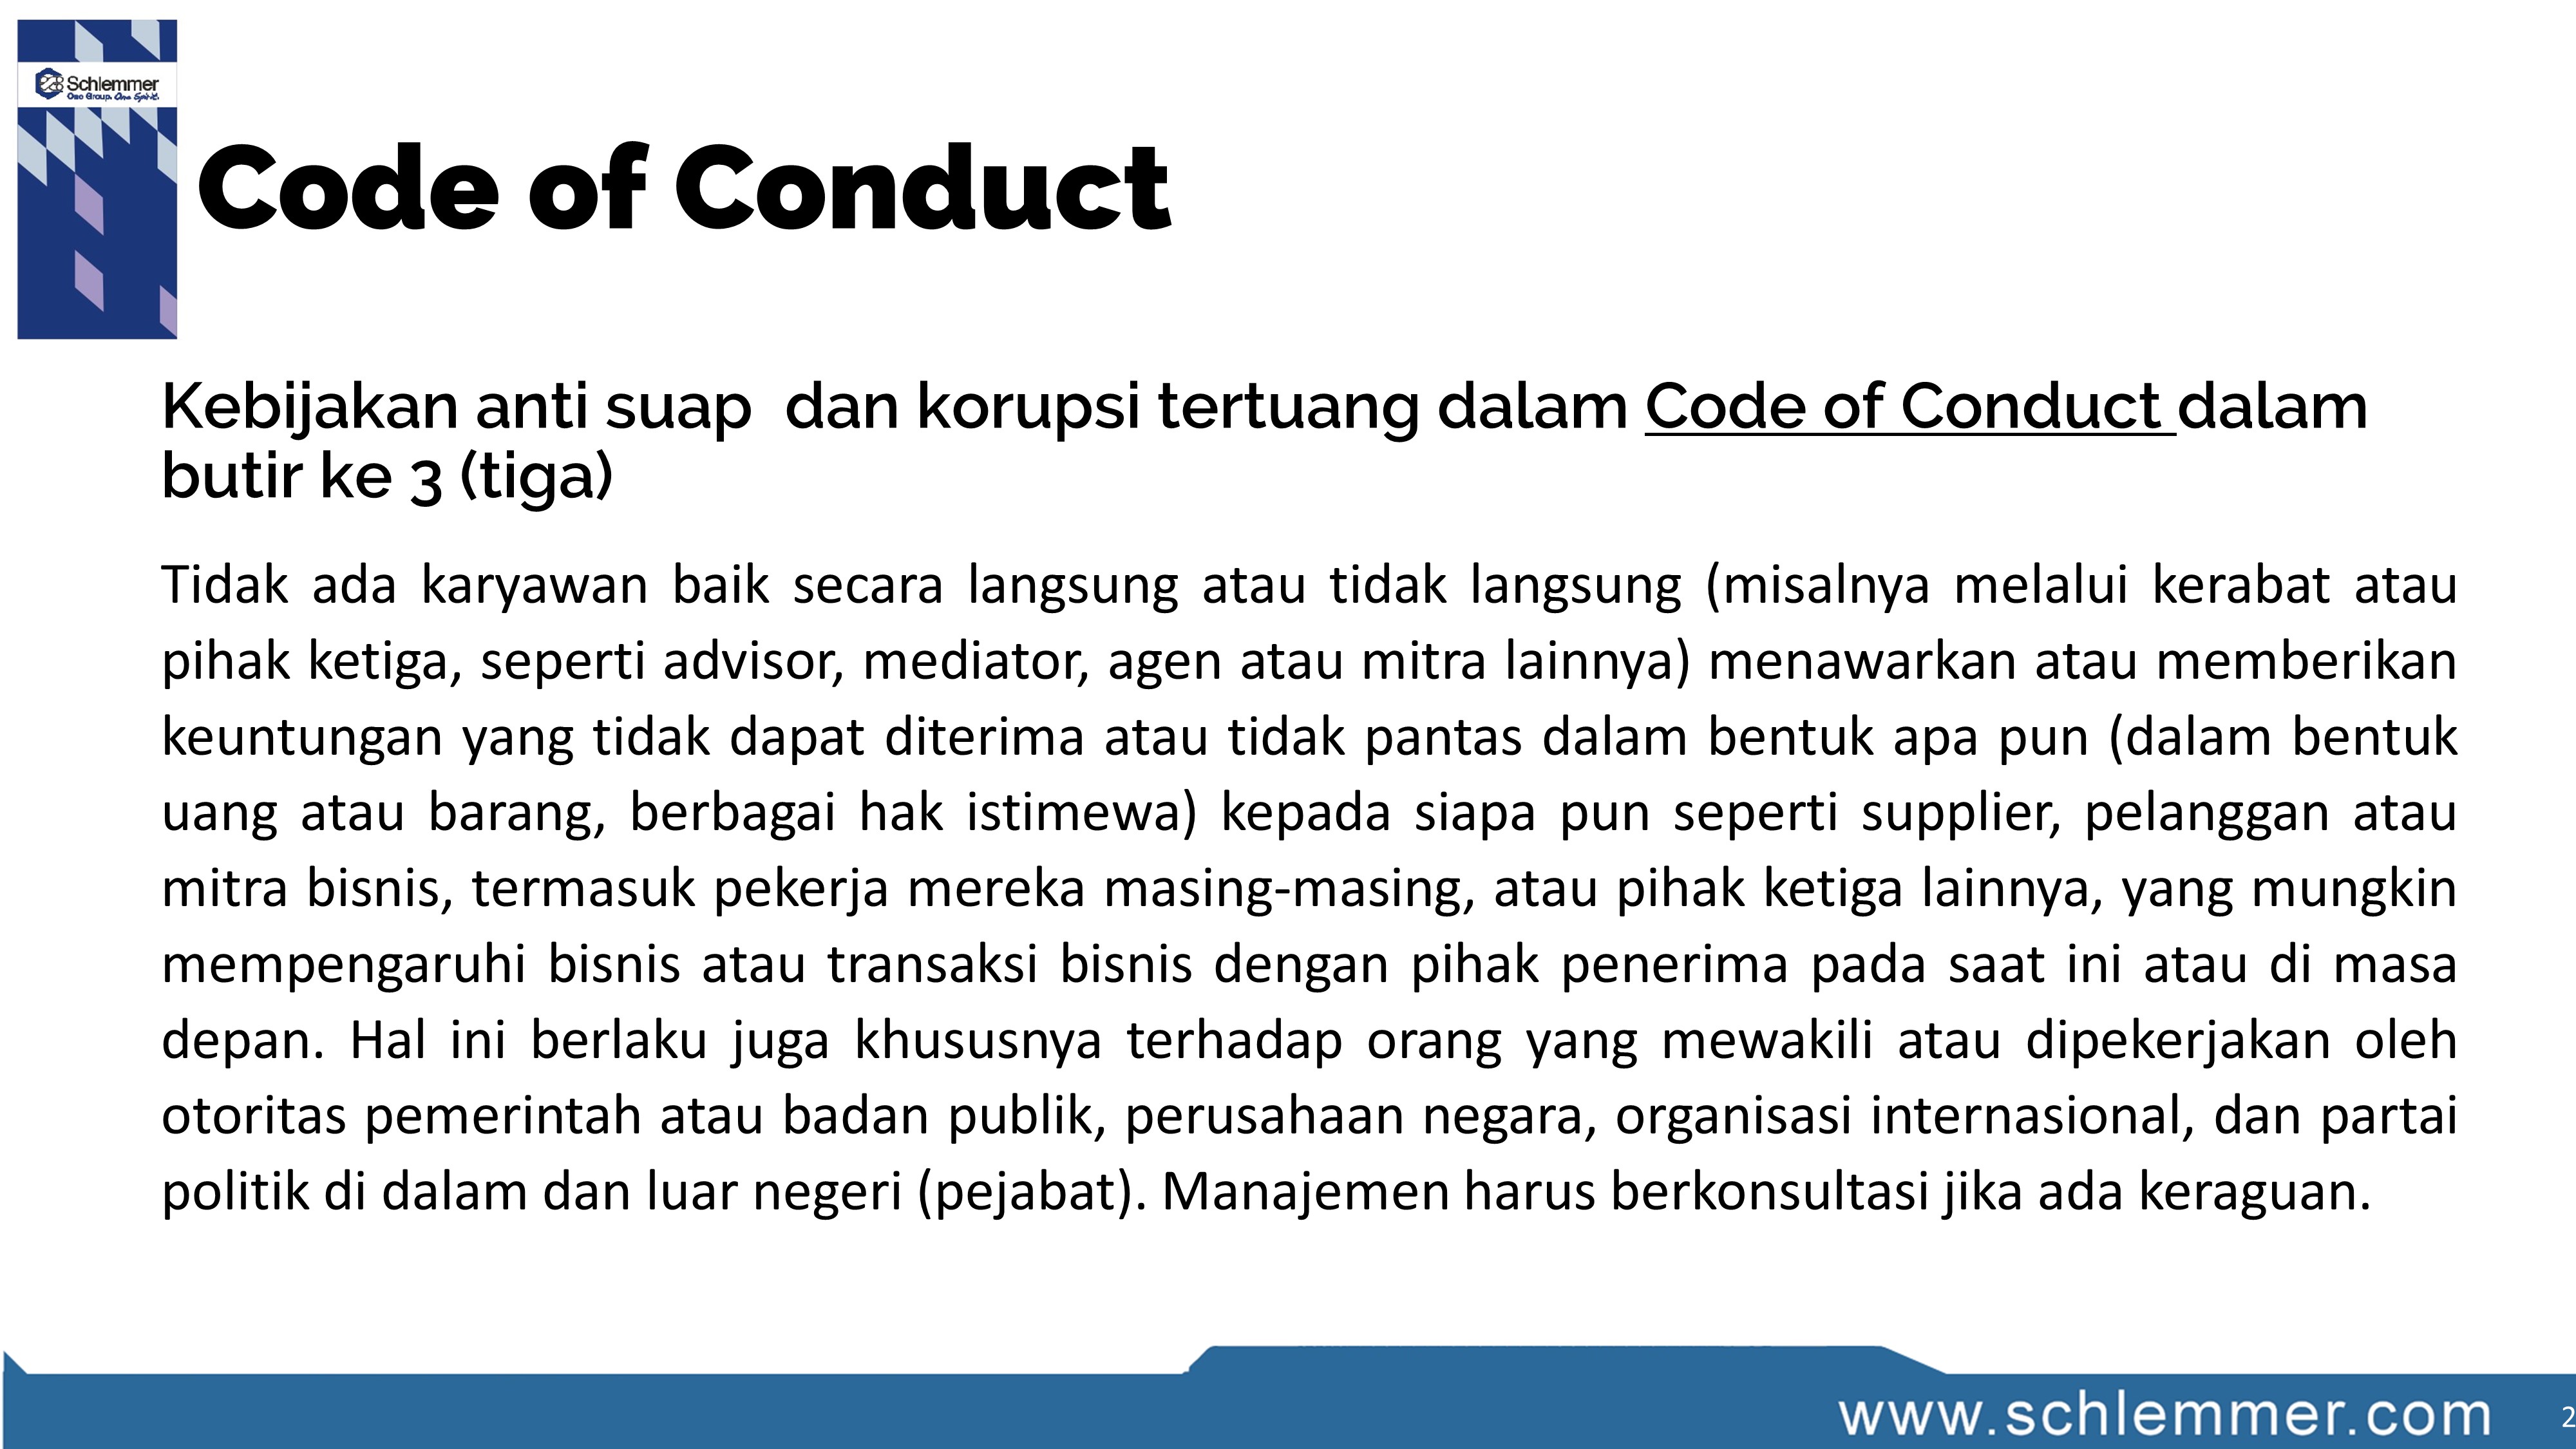 Schlemmer
One Group. One Spirit.
Code of Conduct
Kebijakan anti suap  dan korupsi tertuang dalam Code of Conduct dalam
butir ke 3 (tiga)
Tidak ada karyawan baik secara langsung atau tidak langsung (misalnya melalui kerabat atau
pihak ketiga, seperti advisor, mediator, agen atau mitra lainnya) menawarkan atau memberikan
keuntungan yang tidak dapat diterima atau tidak pantas dalam bentuk apa pun (dalam bentuk
uang atau barang, berbagai hak istimewa) kepada siapa pun seperti supplier, pelanggan atau
mitra bisnis, termasuk pekerja mereka masing-masing, atau pihak ketiga lainnya, yang mungkin
mempengaruhi bisnis atau transaksi bisnis dengan pihak penerima pada saat ini atau di masa
depan. Hal ini berlaku juga khususnya terhadap orang yang mewakili atau dipekerjakan oleh
otoritas pemerintah atau badan publik, perusahaan negara, organisasi internasional, dan partai
politik di dalam dan luar negeri (pejabat). Manajemen harus berkonsultasi jika ada keraguan.
www.schlemmer.com
2